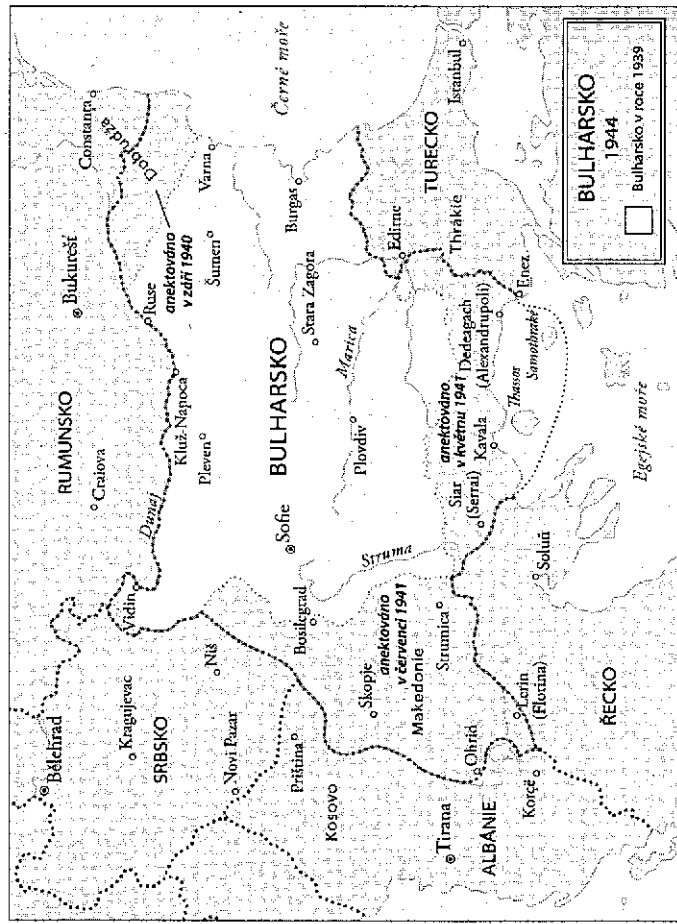 Bělehrad
Kragujevac
SRBSKO
Novi Pazar
Niš
Priština
Kosovo
Vidin
RUMUNSKO
Craiova
Dunaj
Bukurešť
Constanta
Dobrudža
anektováno
v září 1940
Ruse
Kluž-Napoca
Pleven
Šumen
Varna
Černé moře
BULHARSKO
Sofie
Stara Zagora
Burgas
Bosilegrad
Plovdiv
Marica
Struma
Skopje
anektováno
v červenci 1941
Makedonie
Strumica
Tirana
ALBÁNIE
Ohrid
Korçë
Lerin
(Florina)
ŘECKO
Soluň
Siar
(Serrai)
anektováno
v květnu 1941
Kavala
Dedeagach
(Alexandrupoli)
Thassos
Samothraké
Enez
Edirne
Thrákie
TURECKO
Istanbul
Egejské moře
BULHARSKO
1944
Bulharsko v roce 1939